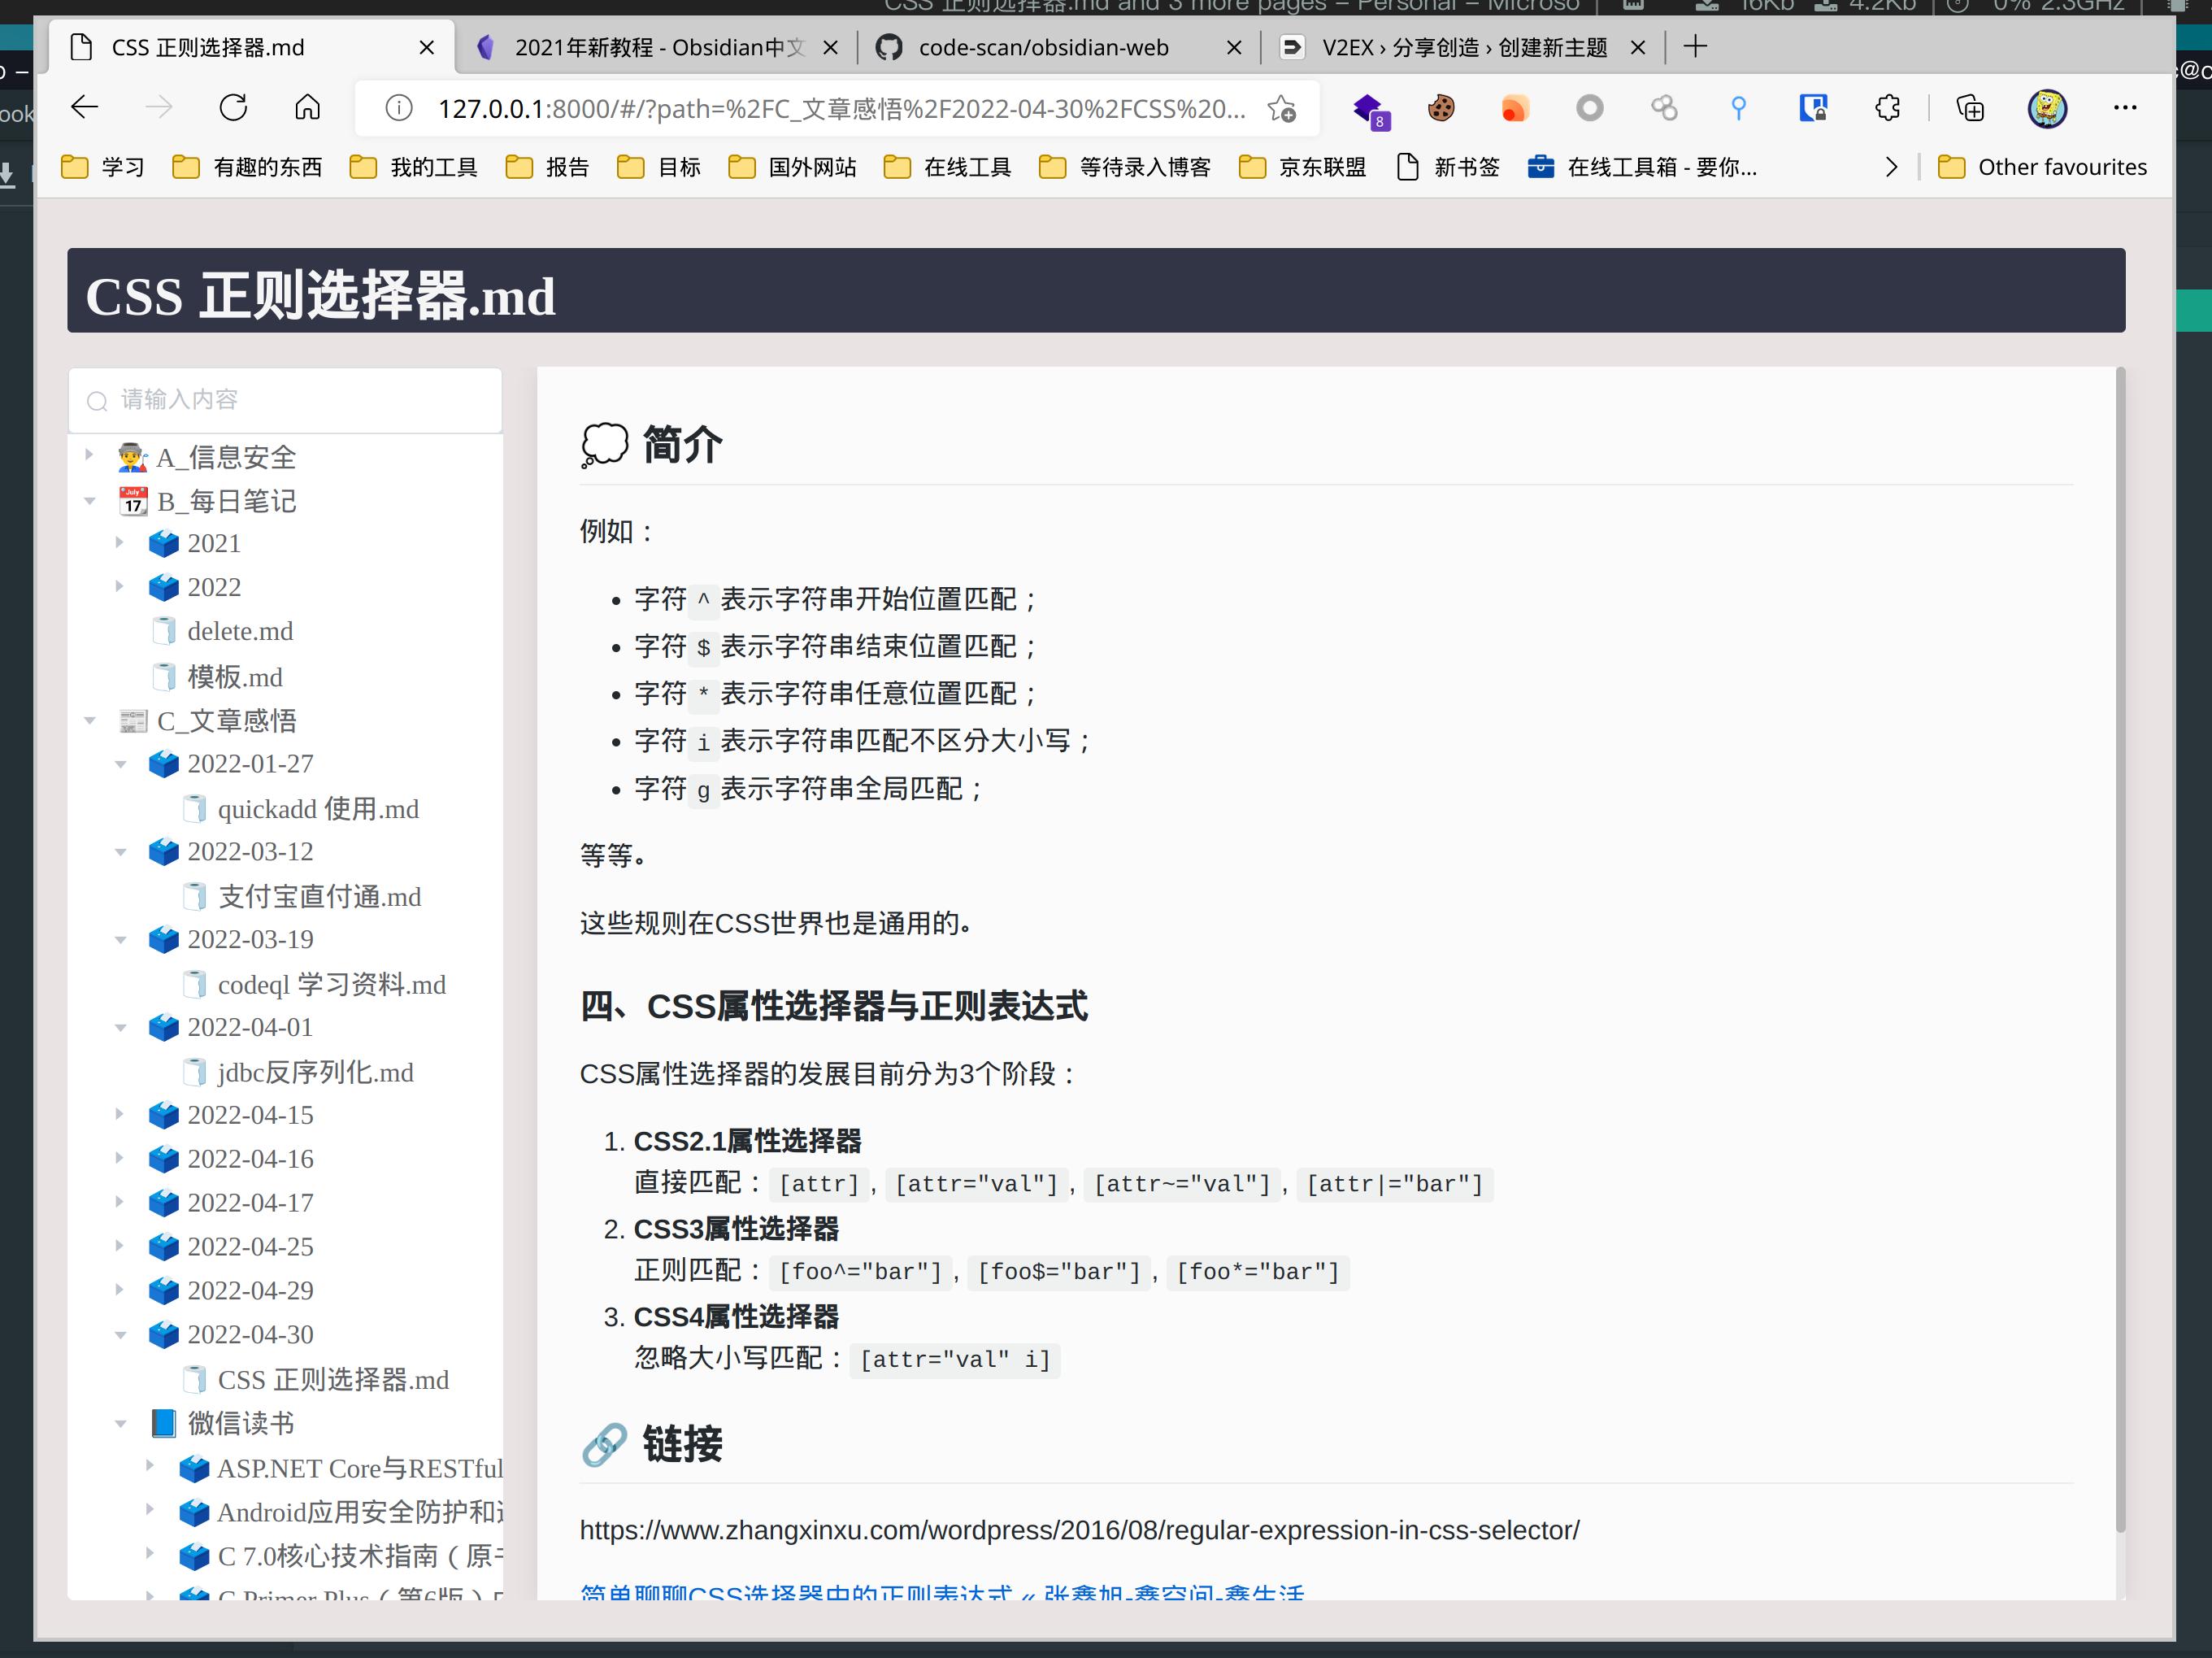 CSS 正则选择器.md and 3 more pages – Personal – Microso
16Kb
4.2Kb
0% 2.3GHz
CSS 正则选择器.md
2021年新教程 - Obsidian中文
code-scan/obsidian-web
V2EX › 分享创造 › 创建新主题
127.0.0.1:8000/#/?path=%2FC_文章感悟%2F2022-04-30%2FCSS%20...
8
学习
有趣的东西
我的工具
报告
目标
国外网站
在线工具
等待录入博客
京东联盟
新书签
在线工具箱 - 要你...
Other favourites
CSS 正则选择器.md
请输入内容
A_信息安全
B_每日笔记
2021
2022
delete.md
模板.md
C_文章感悟
2022-01-27
quickadd 使用.md
2022-03-12
支付宝直付通.md
2022-03-19
codeql 学习资料.md
2022-04-01
jdbc反序列化.md
2022-04-15
2022-04-16
2022-04-17
2022-04-25
2022-04-29
2022-04-30
CSS 正则选择器.md
微信读书
ASP.NET Core与RESTful
Android应用安全防护和
C 7.0核心技术指南（原
C Primer Plus（第6版）
💭 简介
例如：
• 字符 ^ 表示字符串开始位置匹配；
• 字符 $ 表示字符串结束位置匹配；
• 字符 * 表示字符串任意位置匹配；
• 字符 i 表示字符串匹配不区分大小写；
• 字符 g 表示字符串全局匹配；
等等。
这些规则在CSS世界也是通用的。
四、CSS属性选择器与正则表达式
CSS属性选择器的发展目前分为3个阶段：
1. CSS2.1属性选择器
直接匹配：[attr], [attr="val"], [attr~="val"], [attr|="bar"]
2. CSS3属性选择器
正则匹配：[foo^="bar"], [foo$="bar"], [foo*="bar"]
3. CSS4属性选择器
忽略大小写匹配：[attr="val" i]
🔗 链接
https://www.zhangxinxu.com/wordpress/2016/08/regular-expression-in-css-selector/
简单聊聊CSS选择器中的正则表达式 « 张鑫旭-鑫空间-鑫生活